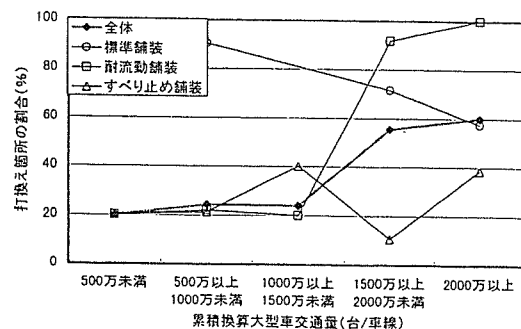 100
80
60
40
20
0
打換え箇所の割合(%)
全体
標準舗装
耐流動舗装
すべり止め舗装
500万未満
500万以上
1000万未満
1000万以上
1500万未満
1500万以上
2000万未満
2000万以上
累積換算大型車交通量(台/車線)